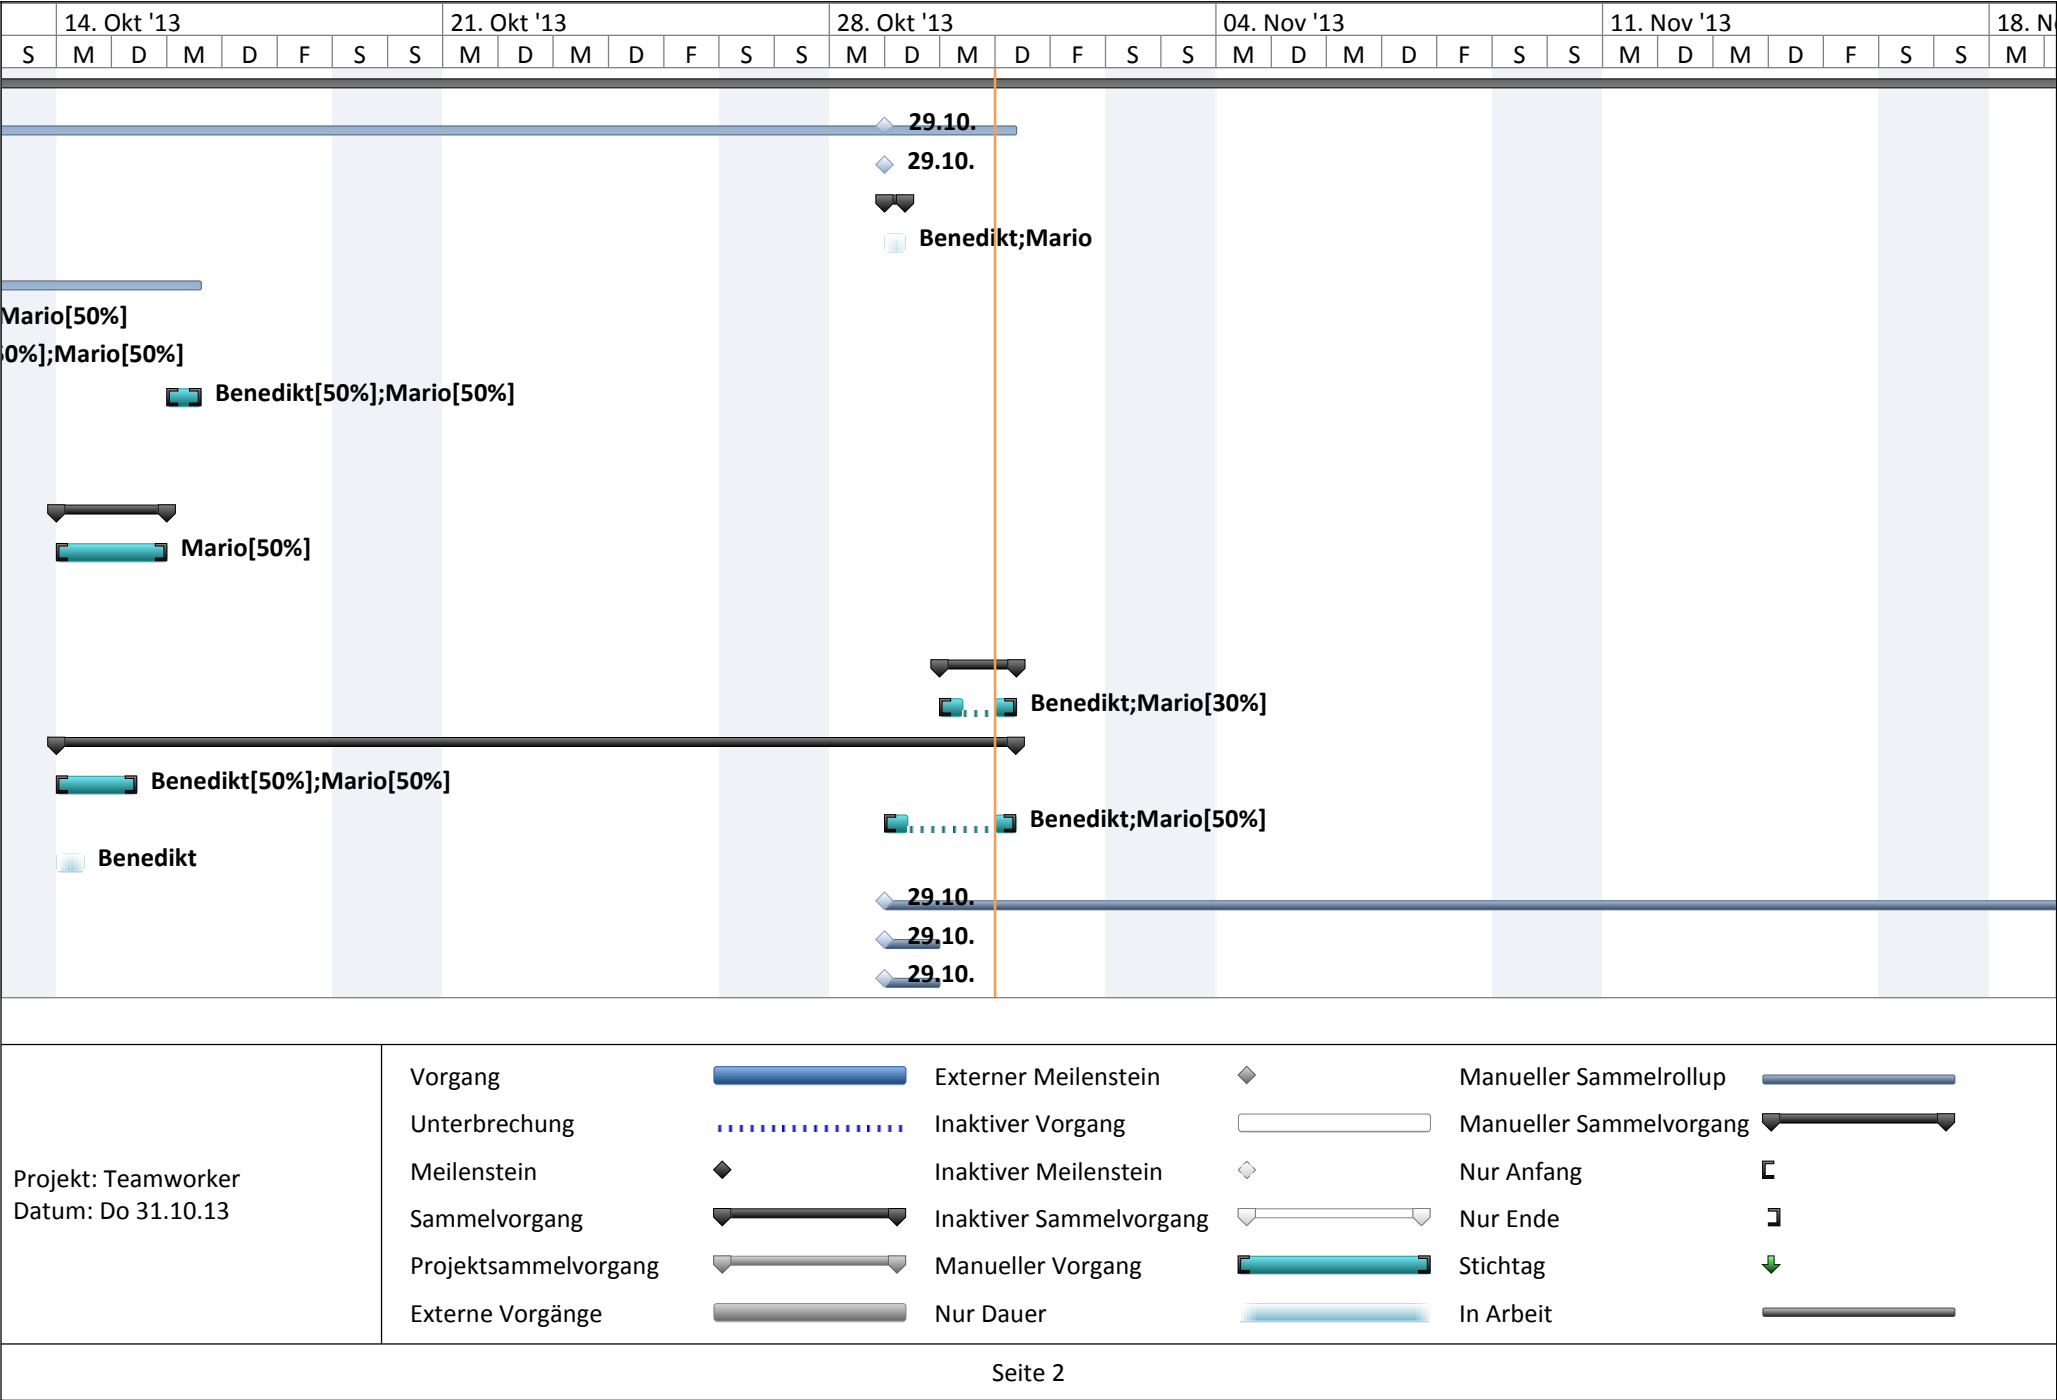 14. Okt '13 21. Okt '13 28. Okt '13 04. Nov '13 11. Nov '13 18.
S M D M D F S S M D M D F S S M D M D F S S M D M D F S S M D M D F S S M
29.10.
29.10.
Benedikt;Mario
Mario[50%]
0%];Mario[50%]
Benedikt[50%];Mario[50%]
Mario[50%]
Benedikt;Mario[30%]
Benedikt[50%];Mario[50%]
Benedikt;Mario[50%]
Benedikt
29.10.
29.10.
29.10.
Projekt: Teamworker
Datum: Do 31.10.13
Vorgang Externer Meilenstein Manueller Sammelrollup
Unterbrechung Inaktiver Vorgang Manueller Sammelvorgang
Meilenstein Inaktiver Meilenstein Nur Anfang
Sammelvorgang Inaktiver Sammelvorgang Nur Ende
Projektsammelvorgang Manueller Vorgang Stichtag
Externe Vorgänge Nur Dauer In Arbeit
Seite 2